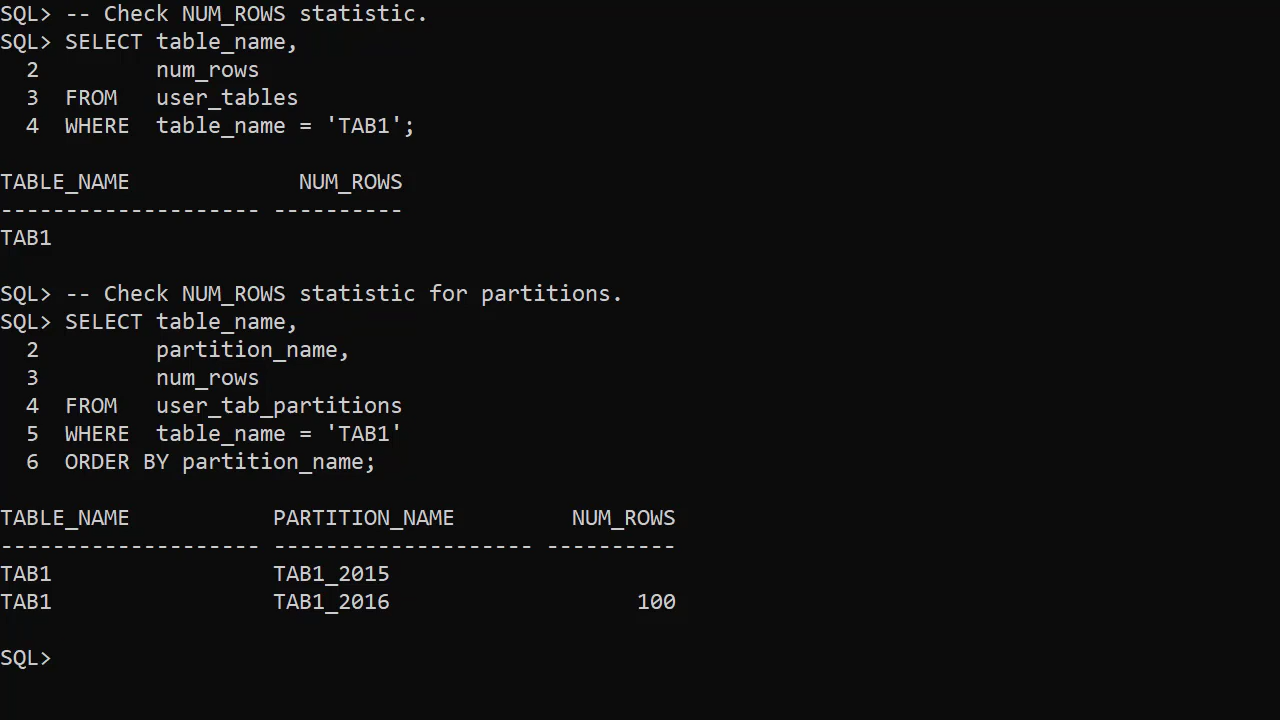 SQL> -- Check NUM_ROWS statistic.
SQL> SELECT table_name,
  2         num_rows
  3  FROM   user_tables
  4  WHERE  table_name = 'TAB1';

TABLE_NAME             NUM_ROWS
-------------------- ----------
TAB1

SQL> -- Check NUM_ROWS statistic for partitions.
SQL> SELECT table_name,
  2         partition_name,
  3         num_rows
  4  FROM   user_tab_partitions
  5  WHERE  table_name = 'TAB1'
  6  ORDER BY partition_name;

TABLE_NAME           PARTITION_NAME         NUM_ROWS
-------------------- -------------------- ----------
TAB1                 TAB1_2015
TAB1                 TAB1_2016                   100

SQL>